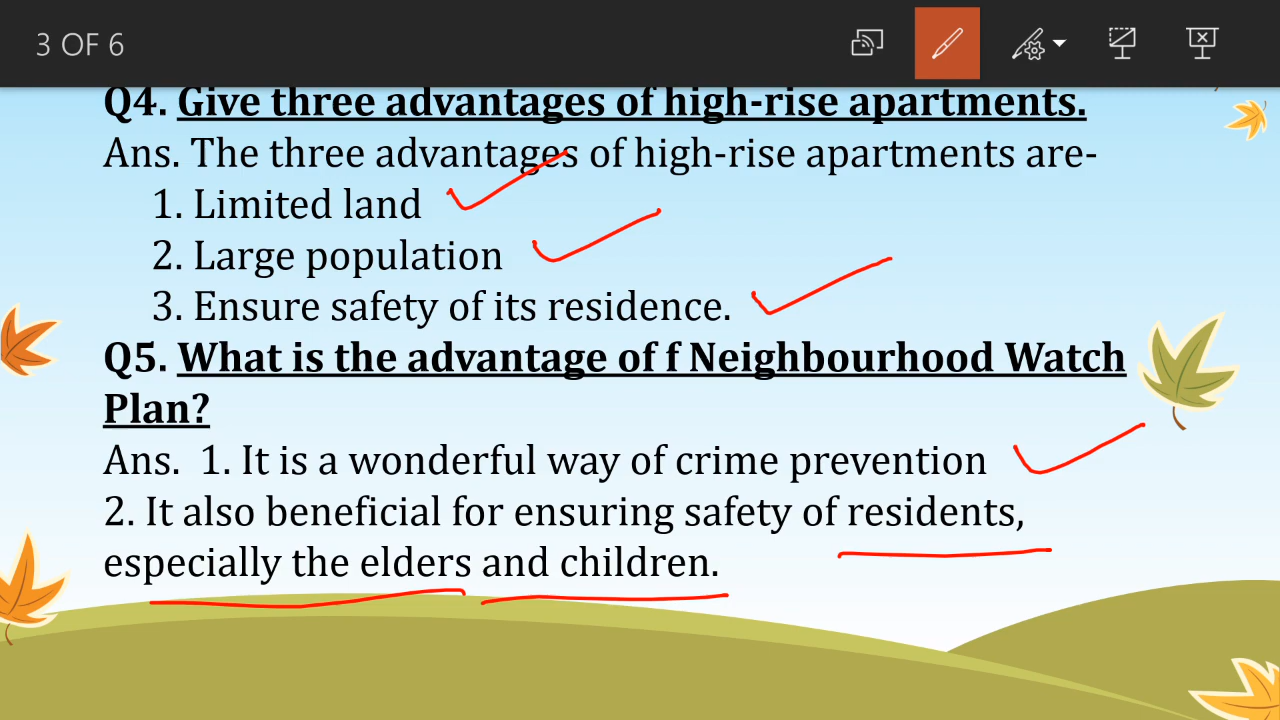 3 OF 6
Q4. Give three advantages of high-rise apartments.
Ans. The three advantages of high-rise apartments are-
1. Limited land
2. Large population
3. Ensure safety of its residence.
Q5. What is the advantage of f Neighbourhood Watch
Plan?
Ans.  1. It is a wonderful way of crime prevention
2. It also beneficial for ensuring safety of residents,
especially the elders and children.